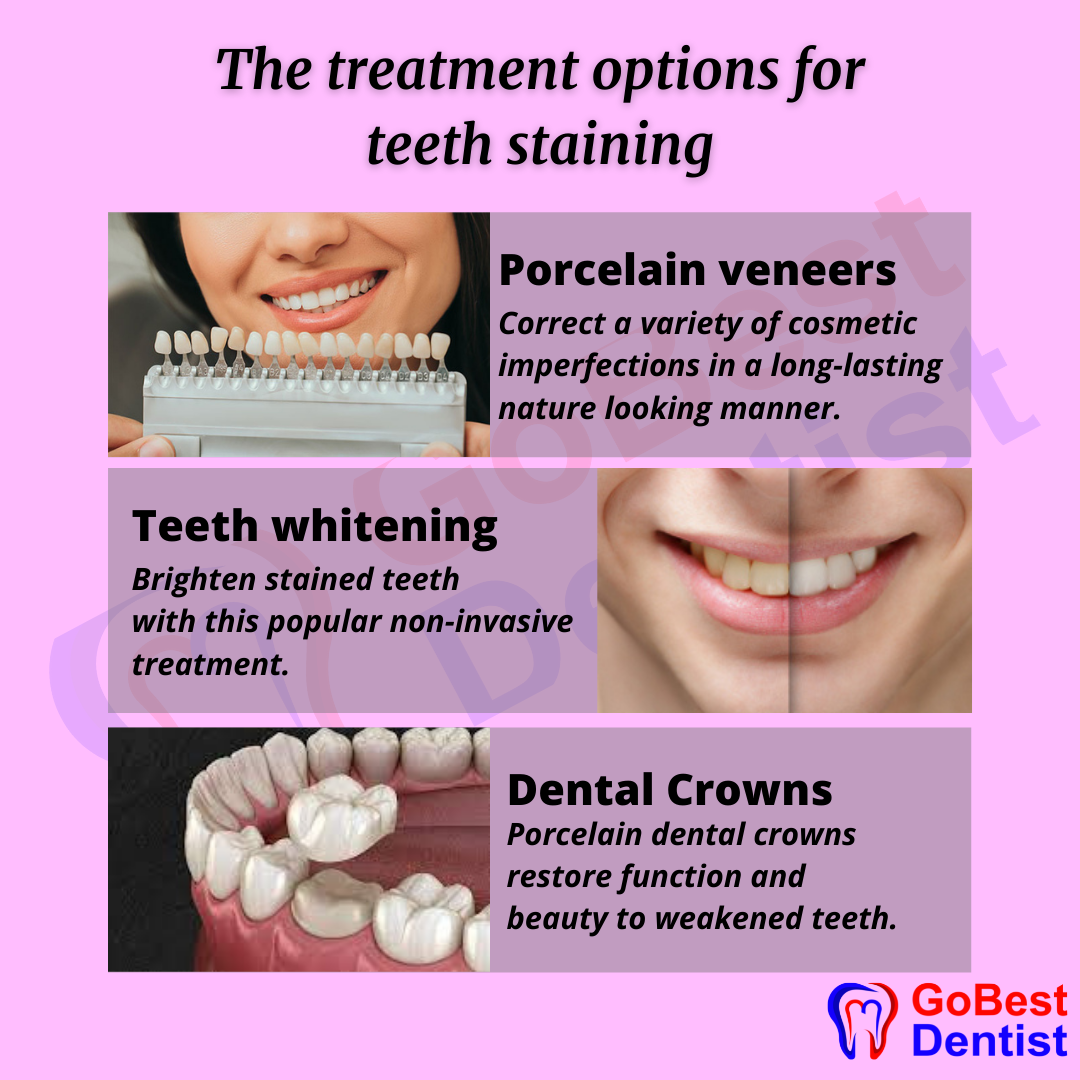 The treatment options for
teeth staining
Porcelain veneers
Correct a variety of cosmetic
imperfections in a long-lasting
nature looking manner.
Teeth whitening
Brighten stained teeth
with this popular non-invasive
treatment.
Dental Crowns
Porcelain dental crowns
restore function and
beauty to weakened teeth.
GoBest
Dentist
GoBest
Dentist